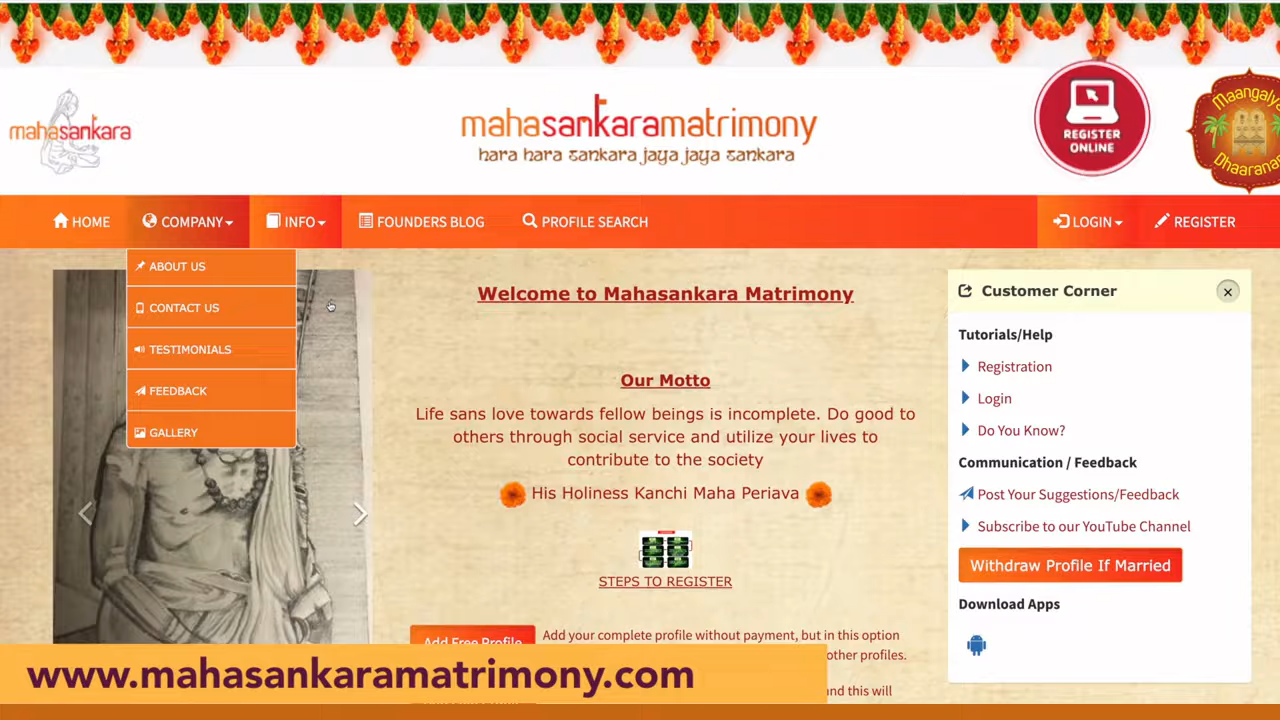 mahasankara
mahasankaramatrimony
hara hara sankara jaya jaya sankara
REGISTER
ONLINE
Maangalya
HOME
COMPANY
INFO
FOUNDERS BLOG
PROFILE SEARCH
LOGIN
REGISTER
ABOUT US
CONTACT US
TESTIMONIALS
FEEDBACK
GALLERY
Welcome to Mahasankara Matrimony
Our Motto
Life sans love towards fellow beings is incomplete. Do good to
others through social service and utilize your lives to
contribute to the society
His Holiness Kanchi Maha Periava
STEPS TO REGISTER
Add Free Profile
Add your complete profile without payment, but in this option
other profiles.
and this will
Customer Corner
Tutorials/Help
Registration
Login
Do You Know?
Communication / Feedback
Post Your Suggestions/Feedback
Subscribe to our YouTube Channel
Withdraw Profile If Married
Download Apps
www.mahasankaramatrimony.com